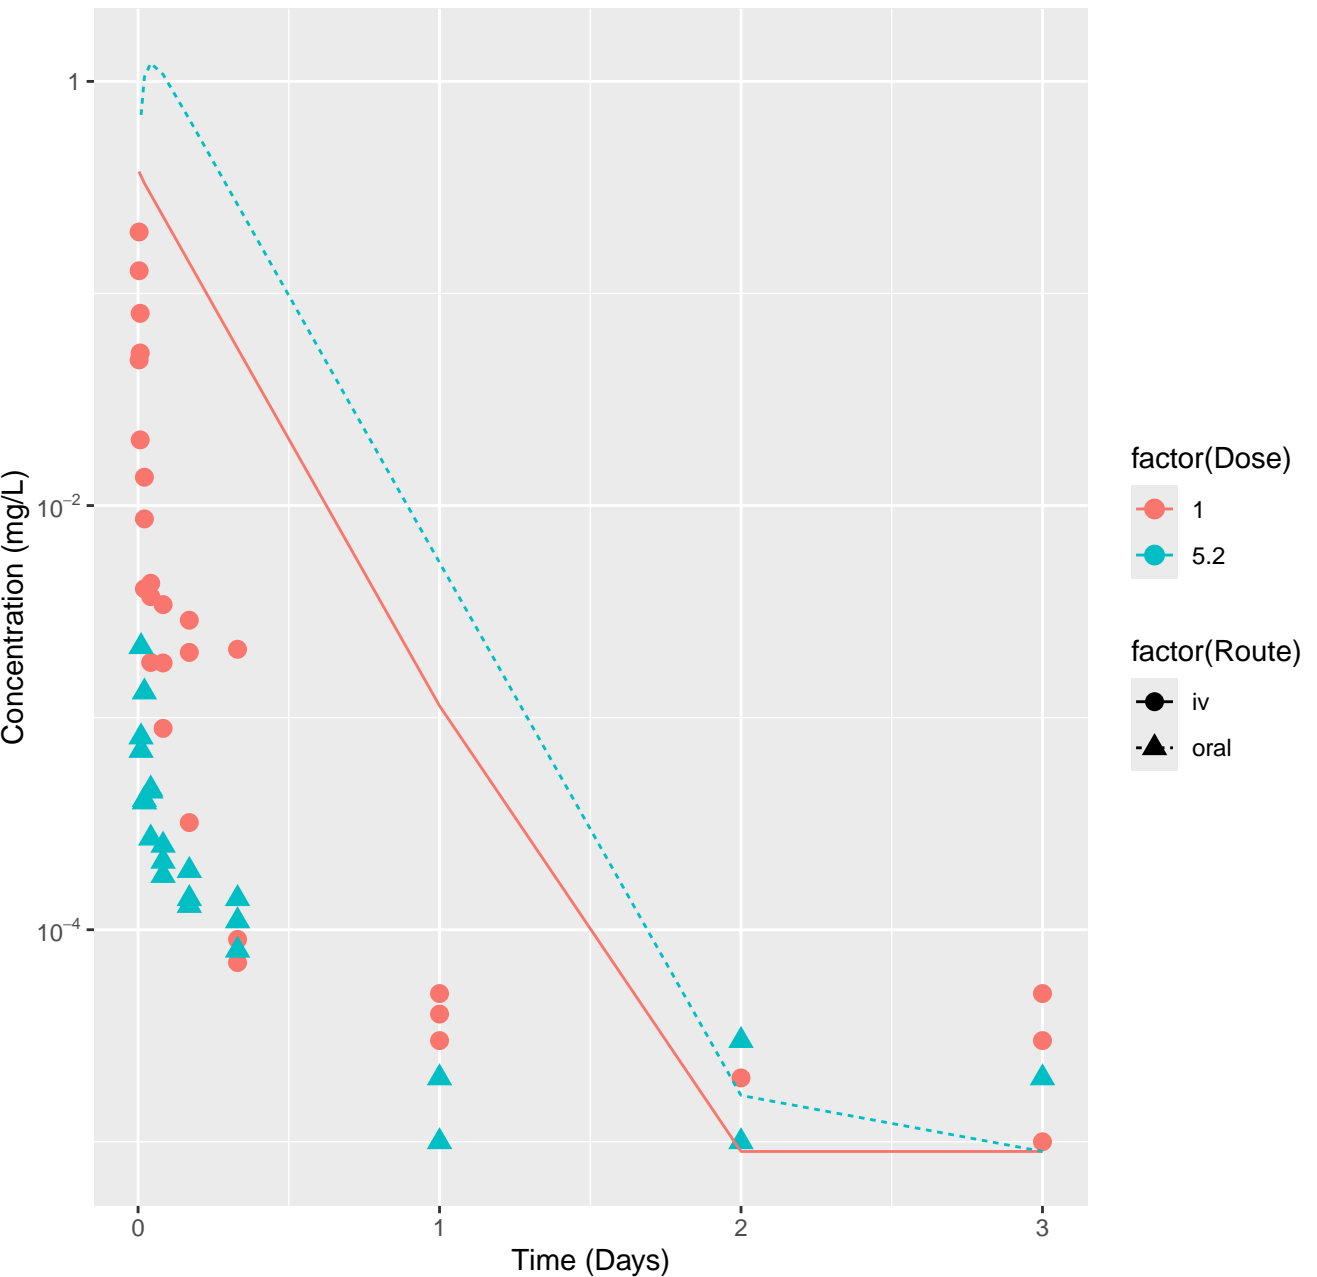 1
10⁻²
10⁻⁴
Concentration (mg/L)
0 1 2 3
Time (Days)
factor(Dose)
1
5.2
factor(Route)
iv
oral